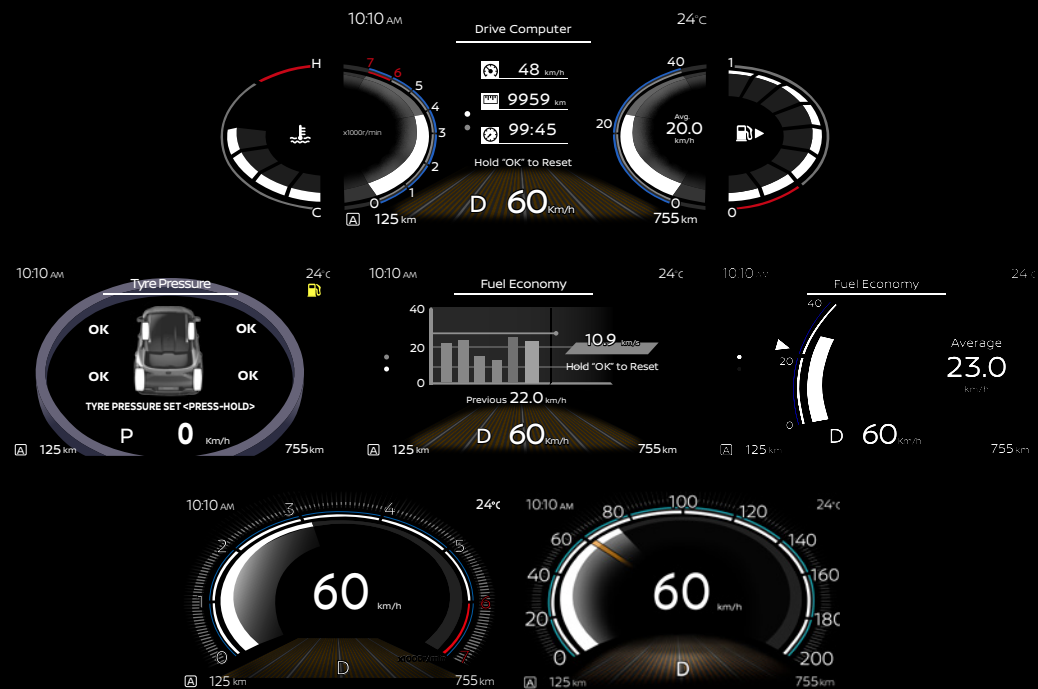 10:10 AM
24°C
Drive Computer
H
7
6
5
4
3
2
1
0
x1000r/min
C
48 km/h
9959 km
99:45
Hold "OK" to Reset
D 60 Km/h
40
20
0
Avg.
20.0
km/h
1
0
A 125 km
755 km
10:10 AM
24°C
Tyre Pressure
OK
OK
OK
OK
TYRE PRESSURE SET <PRESS-HOLD>
P 0 Km/h
A 125 km
755 km
10:10 AM
24°C
Fuel Economy
40
20
0
10.9 km/s
Hold "OK" to Reset
Previous 22.0 km/h
D 60 Km/h
A 125 km
755 km
10:10
24
Fuel Economy
40
20
0
Average
23.0
km/h
D 60 Km/h
A 125 km
755 km
10:10 AM
24°C
0
1
2
3
4
5
6
7
60 km/h
x1000r/min
D
A 125 km
755 km
10:10 AM
24°C
0
20
40
60
80
100
120
140
160
180
200
60 km/h
D
A 125 km
755 km